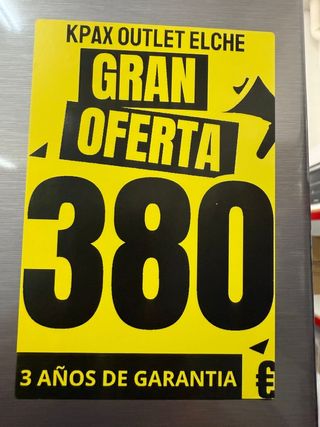 KPAX OUTLET ELCHE
GRAN
OFERTA
380
3 AÑOS DE GARANTIA €